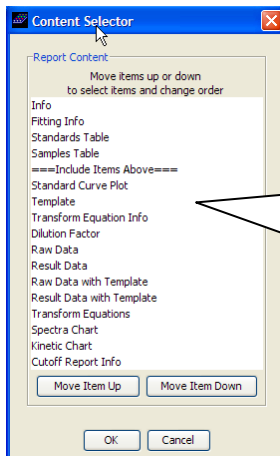 Content Selector
Report Content
Move items up or down
to select items and change order
Info
Fitting Info
Standards Table
Samples Table
===Include Items Above===
Standard Curve Plot
Template
Transform Equation Info
Dilution Factor
Raw Data
Result Data
Raw Data with Template
Result Data with Template
Transform Equations
Spectra Chart
Kinetic Chart
Cutoff Report Info
Move Item Up Move Item Down
OK Cancel